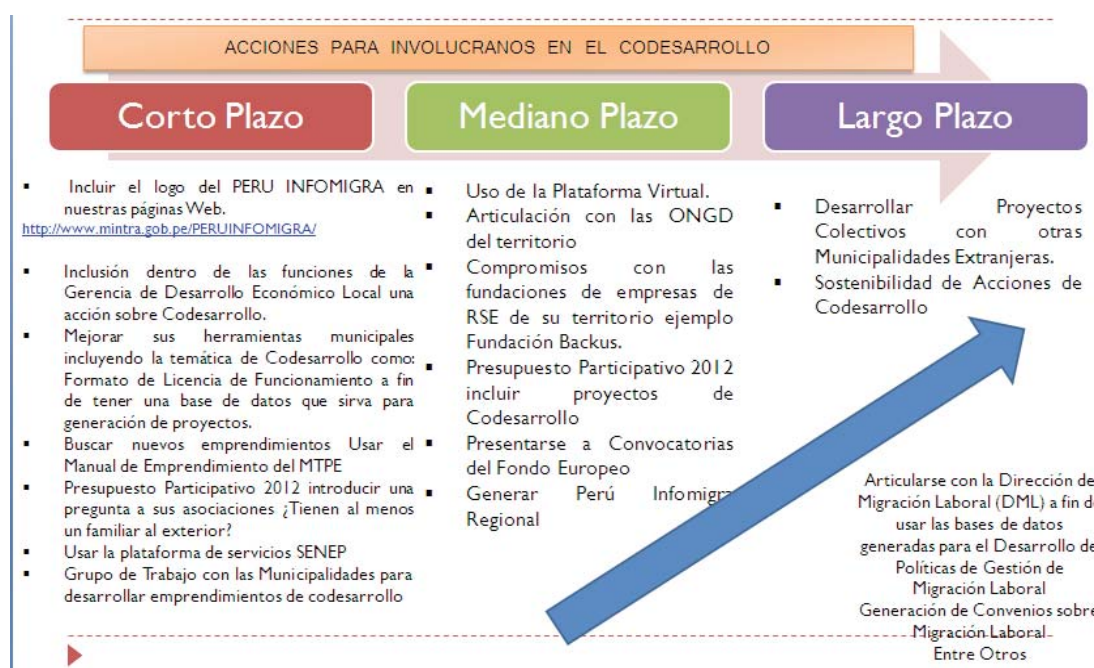 ACCIONES PARA INVOLUCRANOS EN EL CODESARROLLO
Corto Plazo
Mediano Plazo
Largo Plazo
▪ Incluir el logo del PERU INFOMIGRA en
nuestras páginas Web.
http://www.mintra.gob.pe/PERUINFOMIGRA/
▪ Inclusión dentro de las funciones de la
Gerencia de Desarrollo Económico Local una
acción sobre Codesarrollo.
▪ Mejorar sus herramientas municipales
incluyendo la temática de Codesarrollo como:
Formato de Licencia de Funcionamiento a fin
de tener una base de datos que sirva para
generación de proyectos.
▪ Buscar nuevos emprendimientos Usar el
Manual de Emprendimiento del MTPE
▪ Presupuesto Participativo 2012 introducir una
pregunta a sus asociaciones ¿Tienen al menos
un familiar al exterior?
▪ Usar la plataforma de servicios SENEP
▪ Grupo de Trabajo con las Municipalidades para
desarrollar emprendimientos de codesarrollo
▪ Uso de la Plataforma Virtual.
▪ Articulación con las ONGD
del territorio
▪ Compromisos con las
fundaciones de empresas de
RSE de su territorio ejemplo
Fundación Backus.
▪ Presupuesto Participativo 2012
incluir proyectos de
Codesarrollo
▪ Presentarse a Convocatorias
del Fondo Europeo
▪ Generar Perú Infomigra
Regional
▪ Desarrollar Proyectos
Colectivos con otras
Municipalidades Extranjeras.
▪ Sostenibilidad de Acciones de
Codesarrollo
Articularse con la Dirección de
Migración Laboral (DML) a fin de
usar las bases de datos
generadas para el Desarrollo de
Políticas de Gestión de
Migración Laboral
Generación de Convenios sobre
Migración Laboral
Entre Otros